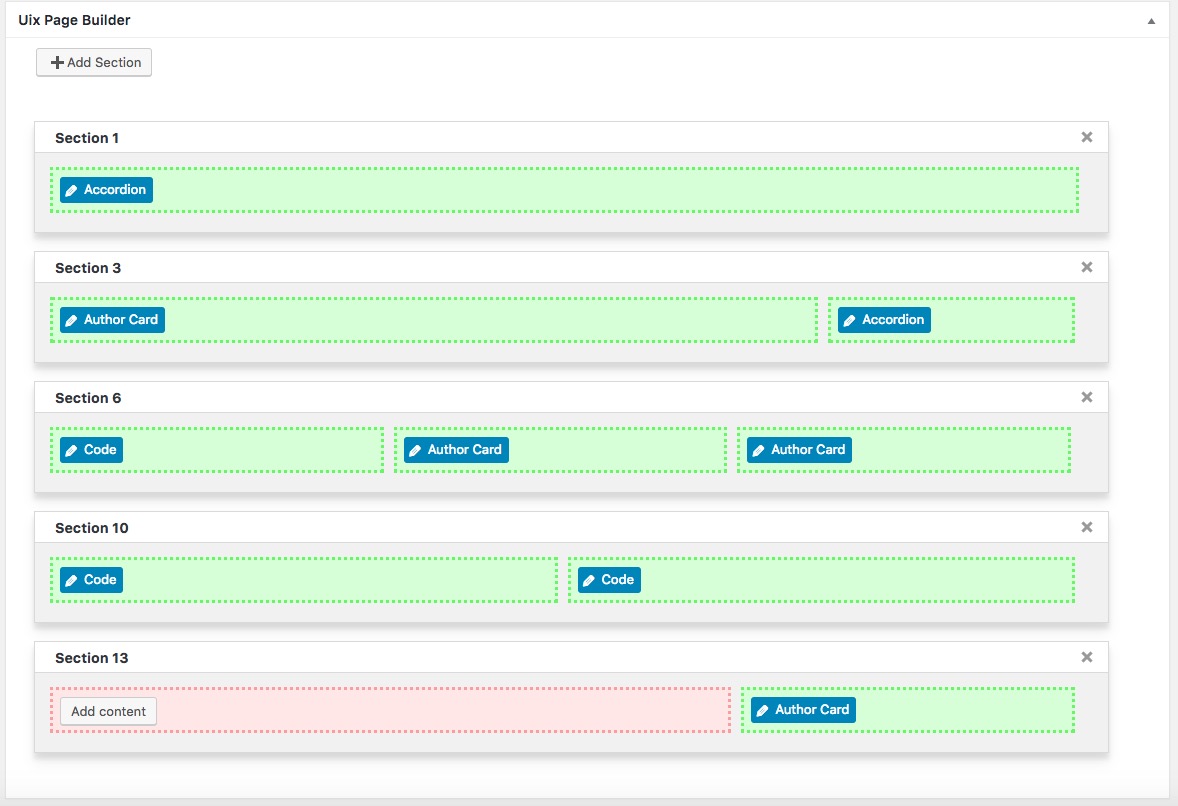 Uix Page Builder
Add Section
Section 1
Accordion
Section 3
Author Card Accordion
Section 6
Code Author Card Author Card
Section 10
Code Code
Section 13
Add content Author Card